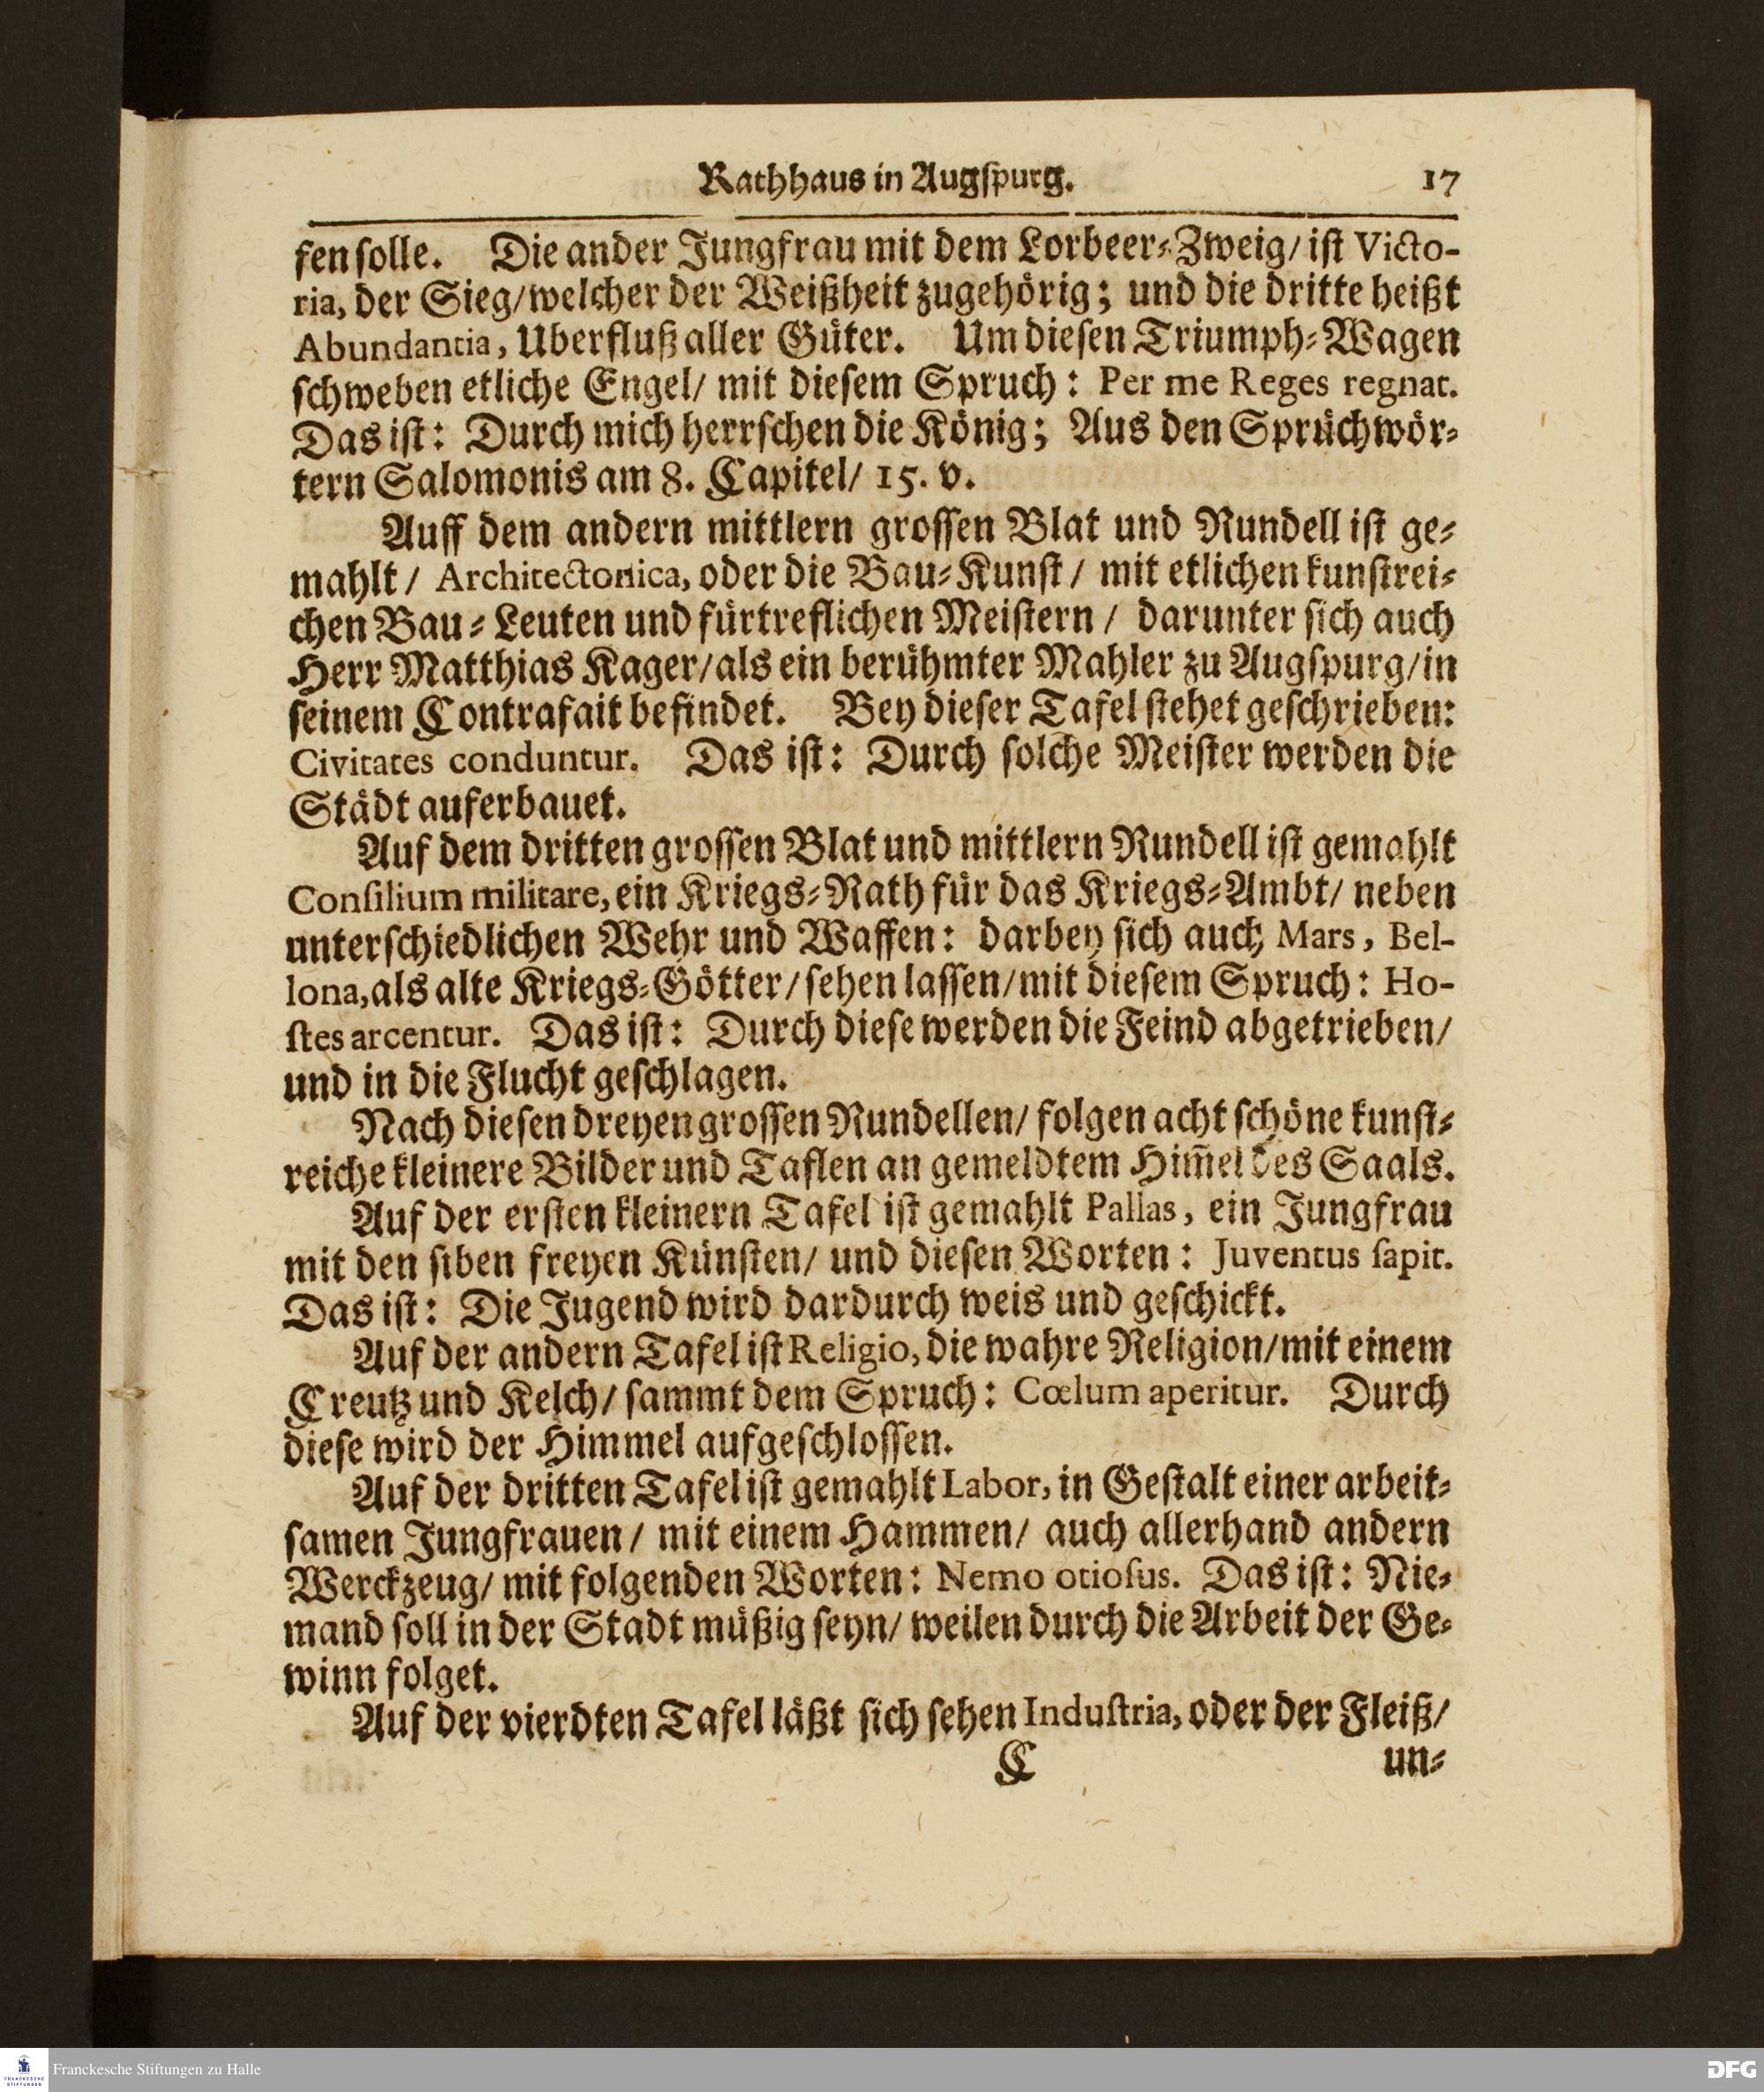 Rathhaus in Augſpurg. 17
fen ſolle. Die ander Jungfrau mit dem Lorbeer-Zweig/ iſt Victo-
ria, der Sieg/ welcher der Weißheit zugehörig; und die dritte heißt
Abundantia, Uberfluß aller Güter. Um dieſen Triumph-Wagen
ſchweben etliche Engel/ mit dieſem Spruch: Per me Reges regnat.
Das iſt: Durch mich herrſchen die König; Aus den Sprüchwör-
tern Salomonis am 8. Capitel/ 15. v.
Auff dem andern mittlern groſſen Blat und Rundell iſt ge-
mahlt/ Architectonica, oder die Bau-Kunſt/ mit etlichen kunſtrei-
chen Bau-Leuten und fürtreflichen Meiſtern/ darunter ſich auch
Herr Matthias Kager/ als ein berühmter Mahler zu Augſpurg/ in
ſeinem Contrafait befindet. Bey dieſer Tafel ſtehet geſchrieben:
Civitates conduntur. Das iſt: Durch ſolche Meiſter werden die
Städt auferbauet.
Auf dem dritten groſſen Blat und mittlern Rundell iſt gemahlt
Conſilium militare, ein Kriegs-Rath für das Kriegs-Ambt/ neben
unterſchiedlichen Wehr und Waffen: darbey ſich auch Mars, Bel-
lona, als alte Kriegs-Götter/ ſehen laſſen/ mit dieſem Spruch: Ho-
ſtes arcentur. Das iſt: Durch dieſe werden die Feind abgetrieben/
und in die Flucht geſchlagen.
Nach dieſen dreyen groſſen Rundellen/ folgen acht ſchöne kunſt-
reiche kleinere Bilder und Taflen an gemeldtem Him̃el des Saals.
Auf der erſten kleinern Tafel iſt gemahlt Pallas, ein Jungfrau
mit den ſiben freyen Künſten/ und dieſen Worten: Juventus ſapit.
Das iſt: Die Jugend wird dardurch weis und geſchickt.
Auf der andern Tafel iſt Religio, die wahre Religion/ mit einem
Creutz und Kelch/ ſammt dem Spruch: Cœlum aperitur. Durch
dieſe wird der Himmel aufgeſchloſſen.
Auf der dritten Tafel iſt gemahlt Labor, in Geſtalt einer arbeit-
ſamen Jungfrauen/ mit einem Hammen/ auch allerhand andern
Werckzeug/ mit folgenden Worten: Nemo otioſus. Das iſt: Nie-
mand ſoll in der Stadt müßig ſeyn/ weilen durch die Arbeit der Ge-
winn folget.
Auf der vierdten Tafel läßt ſich ſehen Induſtria, oder der Fleiß/
C un-
Franckesche Stiftungen zu Halle
DFG